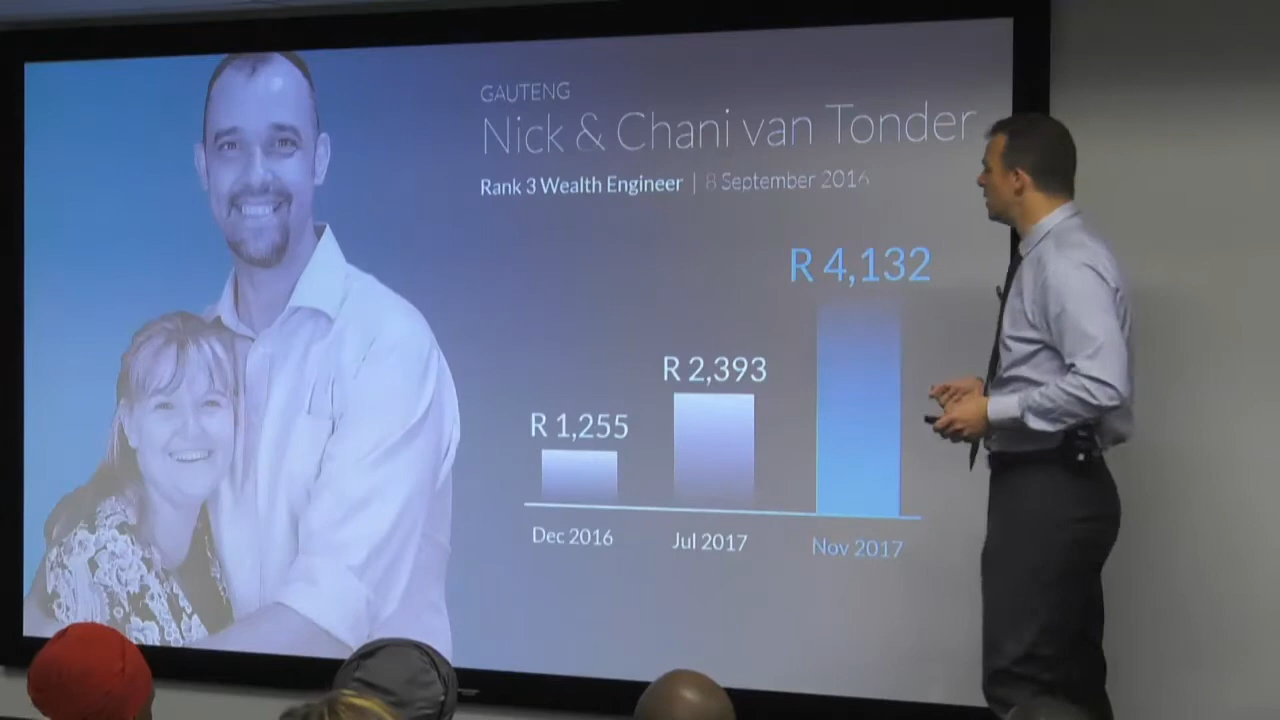 GAUTENG
Nick & Chani van Tonder
Rank 3 Wealth Engineer | 8 September 2016
R 4,132
R 2,393
R 1,255
Dec 2016
Jul 2017
Nov 2017